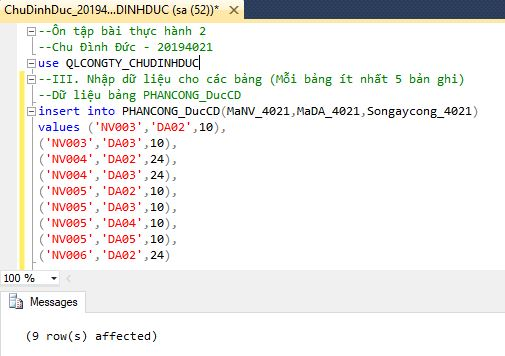 ChuDinhDuc_20194...DINHDUC (sa (52))*
--Ôn tập bài thực hành 2
--Chu Đình Đức - 20194021
use QLCONGTY_CHUDINHDUC
--III. Nhập dữ liệu cho các bảng (Mỗi bảng ít nhất 5 bản ghi)
--Dữ liệu bảng PHANCONG_DucCD
insert into PHANCONG_DucCD(MaNV_4021,MaDA_4021,Songaycong_4021)
values ('NV003','DA02',10),
('NV003','DA03',10),
('NV004','DA02',24),
('NV004','DA03',24),
('NV005','DA02',10),
('NV005','DA03',10),
('NV005','DA04',10),
('NV005','DA05',10),
('NV006','DA02',24)
100 %
Messages
(9 row(s) affected)